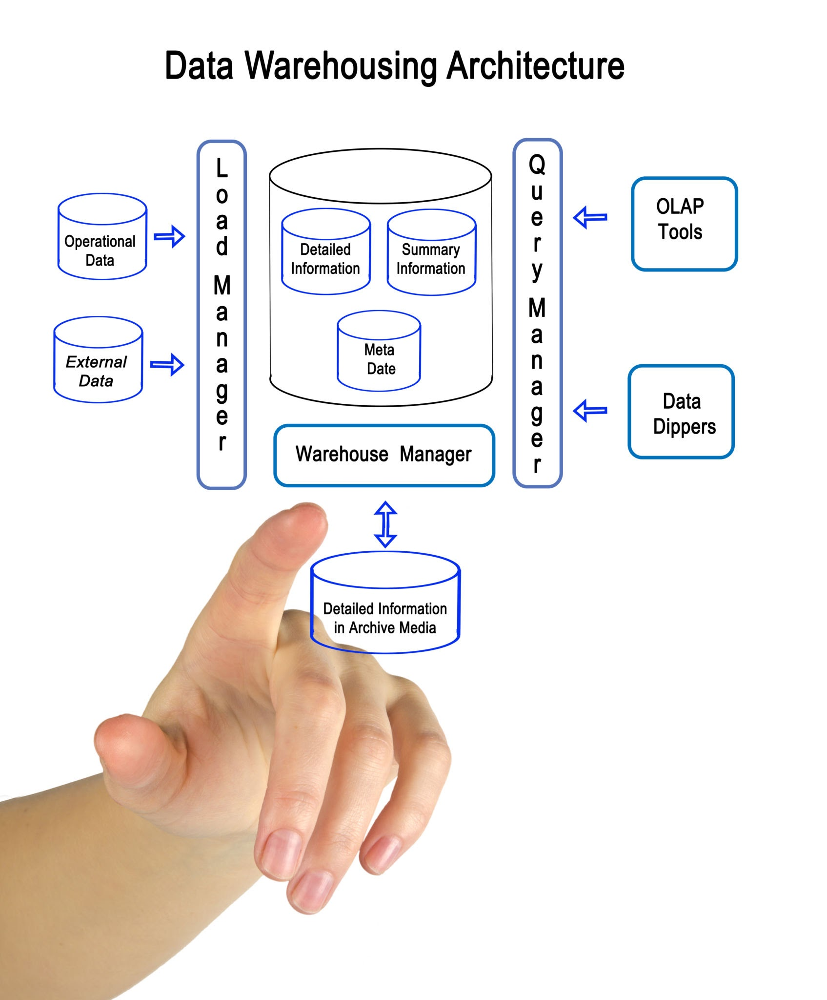 Data Warehousing Architecture
Operational
Data
External
Data
Load Manager
Detailed
Information
Summary
Information
Meta
Date
Warehouse Manager
Detailed Information
in Archive Media
Query Manager
OLAP
Tools
Data
Dippers